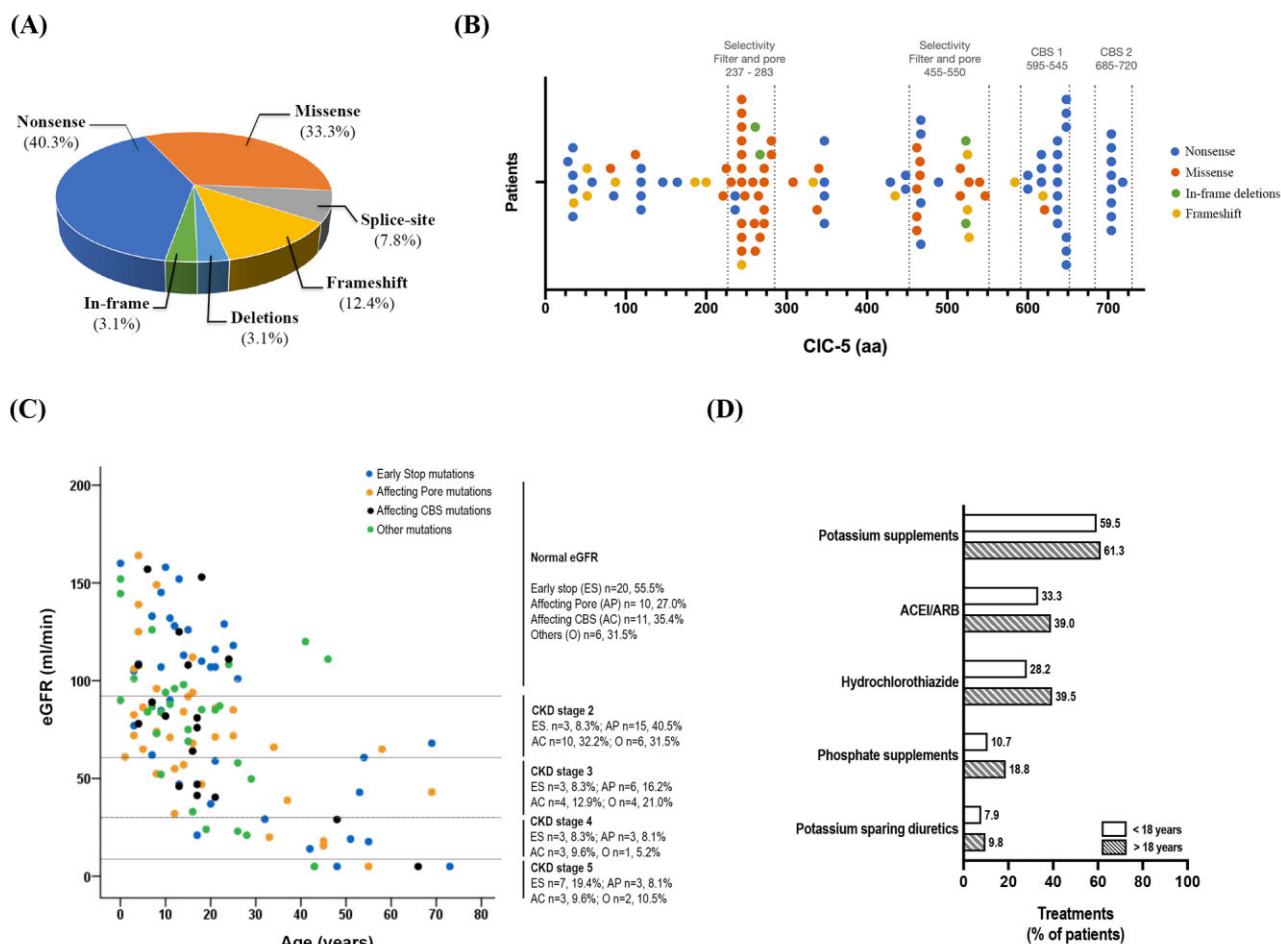 (A)
Nonsense
(40.3%)
Missense
(33.3%)
Splice-site
(7.8%)
Frameshift
(12.4%)
Deletions
(3.1%)
In-frame
(3.1%)
(B)
Selectivity
Filter and pore
237 - 283
Selectivity
Filter and pore
455-550
CBS 1
595-545
CBS 2
685-720
Patients
Nonsense
Missense
In-frame deletions
Frameshift
0 100 200 300 400 500 600 700
ClC-5 (aa)
(C)
Early Stop mutations
Affecting Pore mutations
Affecting CBS mutations
Other mutations
eGFR (ml/min)
200
150
100
50
0
0 10 20 30 40 50 60 70 80
Age (years)
Normal eGFR
Early stop (ES) n=20, 55.5%
Affecting Pore (AP) n= 10, 27.0%
Affecting CBS (AC) n=11, 35.4%
Others (O) n=6, 31.5%
CKD stage 2
ES. n=3, 8.3%; AP n=15, 40.5%
AC n=10, 32.2%; O n=6, 31.5%
CKD stage 3
ES n=3, 8.3%; AP n=6, 16.2%
AC n=4, 12.9%; O n=4, 21.0%
CKD stage 4
ES n=3, 8.3%; AP n=3, 8.1%
AC n=3, 9.6%, O n=1, 5.2%
CKD stage 5
ES n=7, 19.4%; AP n=3, 8.1%
AC n=3, 9.6%; O n=2, 10.5%
(D)
Potassium supplements
59.5
61.3
ACEI/ARB
33.3
39.0
Hydrochlorothiazide
28.2
39.5
Phosphate supplements
10.7
18.8
Potassium sparing diuretics
7.9
9.8
< 18 years
> 18 years
0 20 40 60 80 100
Treatments
(% of patients)